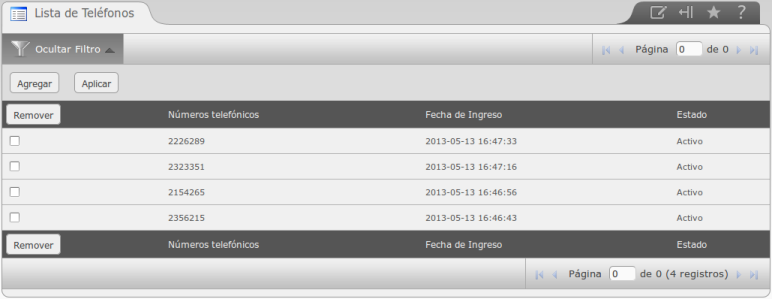 Lista de Teléfonos ?
Ocultar Filtro Página 0 de 0
Agregar Aplicar
Remover Números telefónicos Fecha de Ingreso Estado
2226289 2013-05-13 16:47:33 Activo
2323351 2013-05-13 16:47:16 Activo
2154265 2013-05-13 16:46:56 Activo
2356215 2013-05-13 16:46:43 Activo
Remover Números telefónicos Fecha de Ingreso Estado
Página 0 de 0 (4 registros)